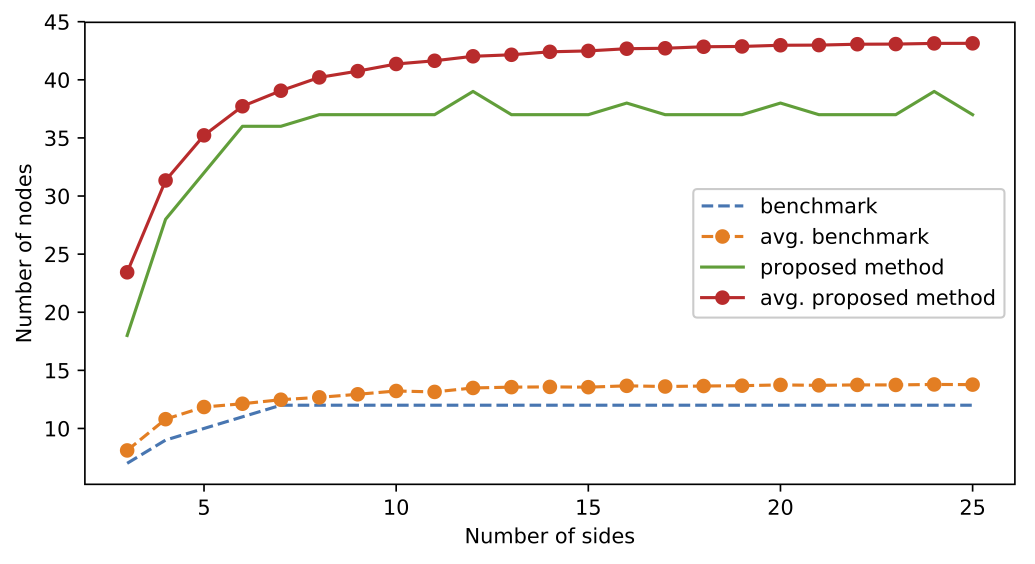 45
40
35
30
25
20
15
10
Number of nodes
benchmark
avg. benchmark
proposed method
avg. proposed method
5
10
15
20
25
Number of sides